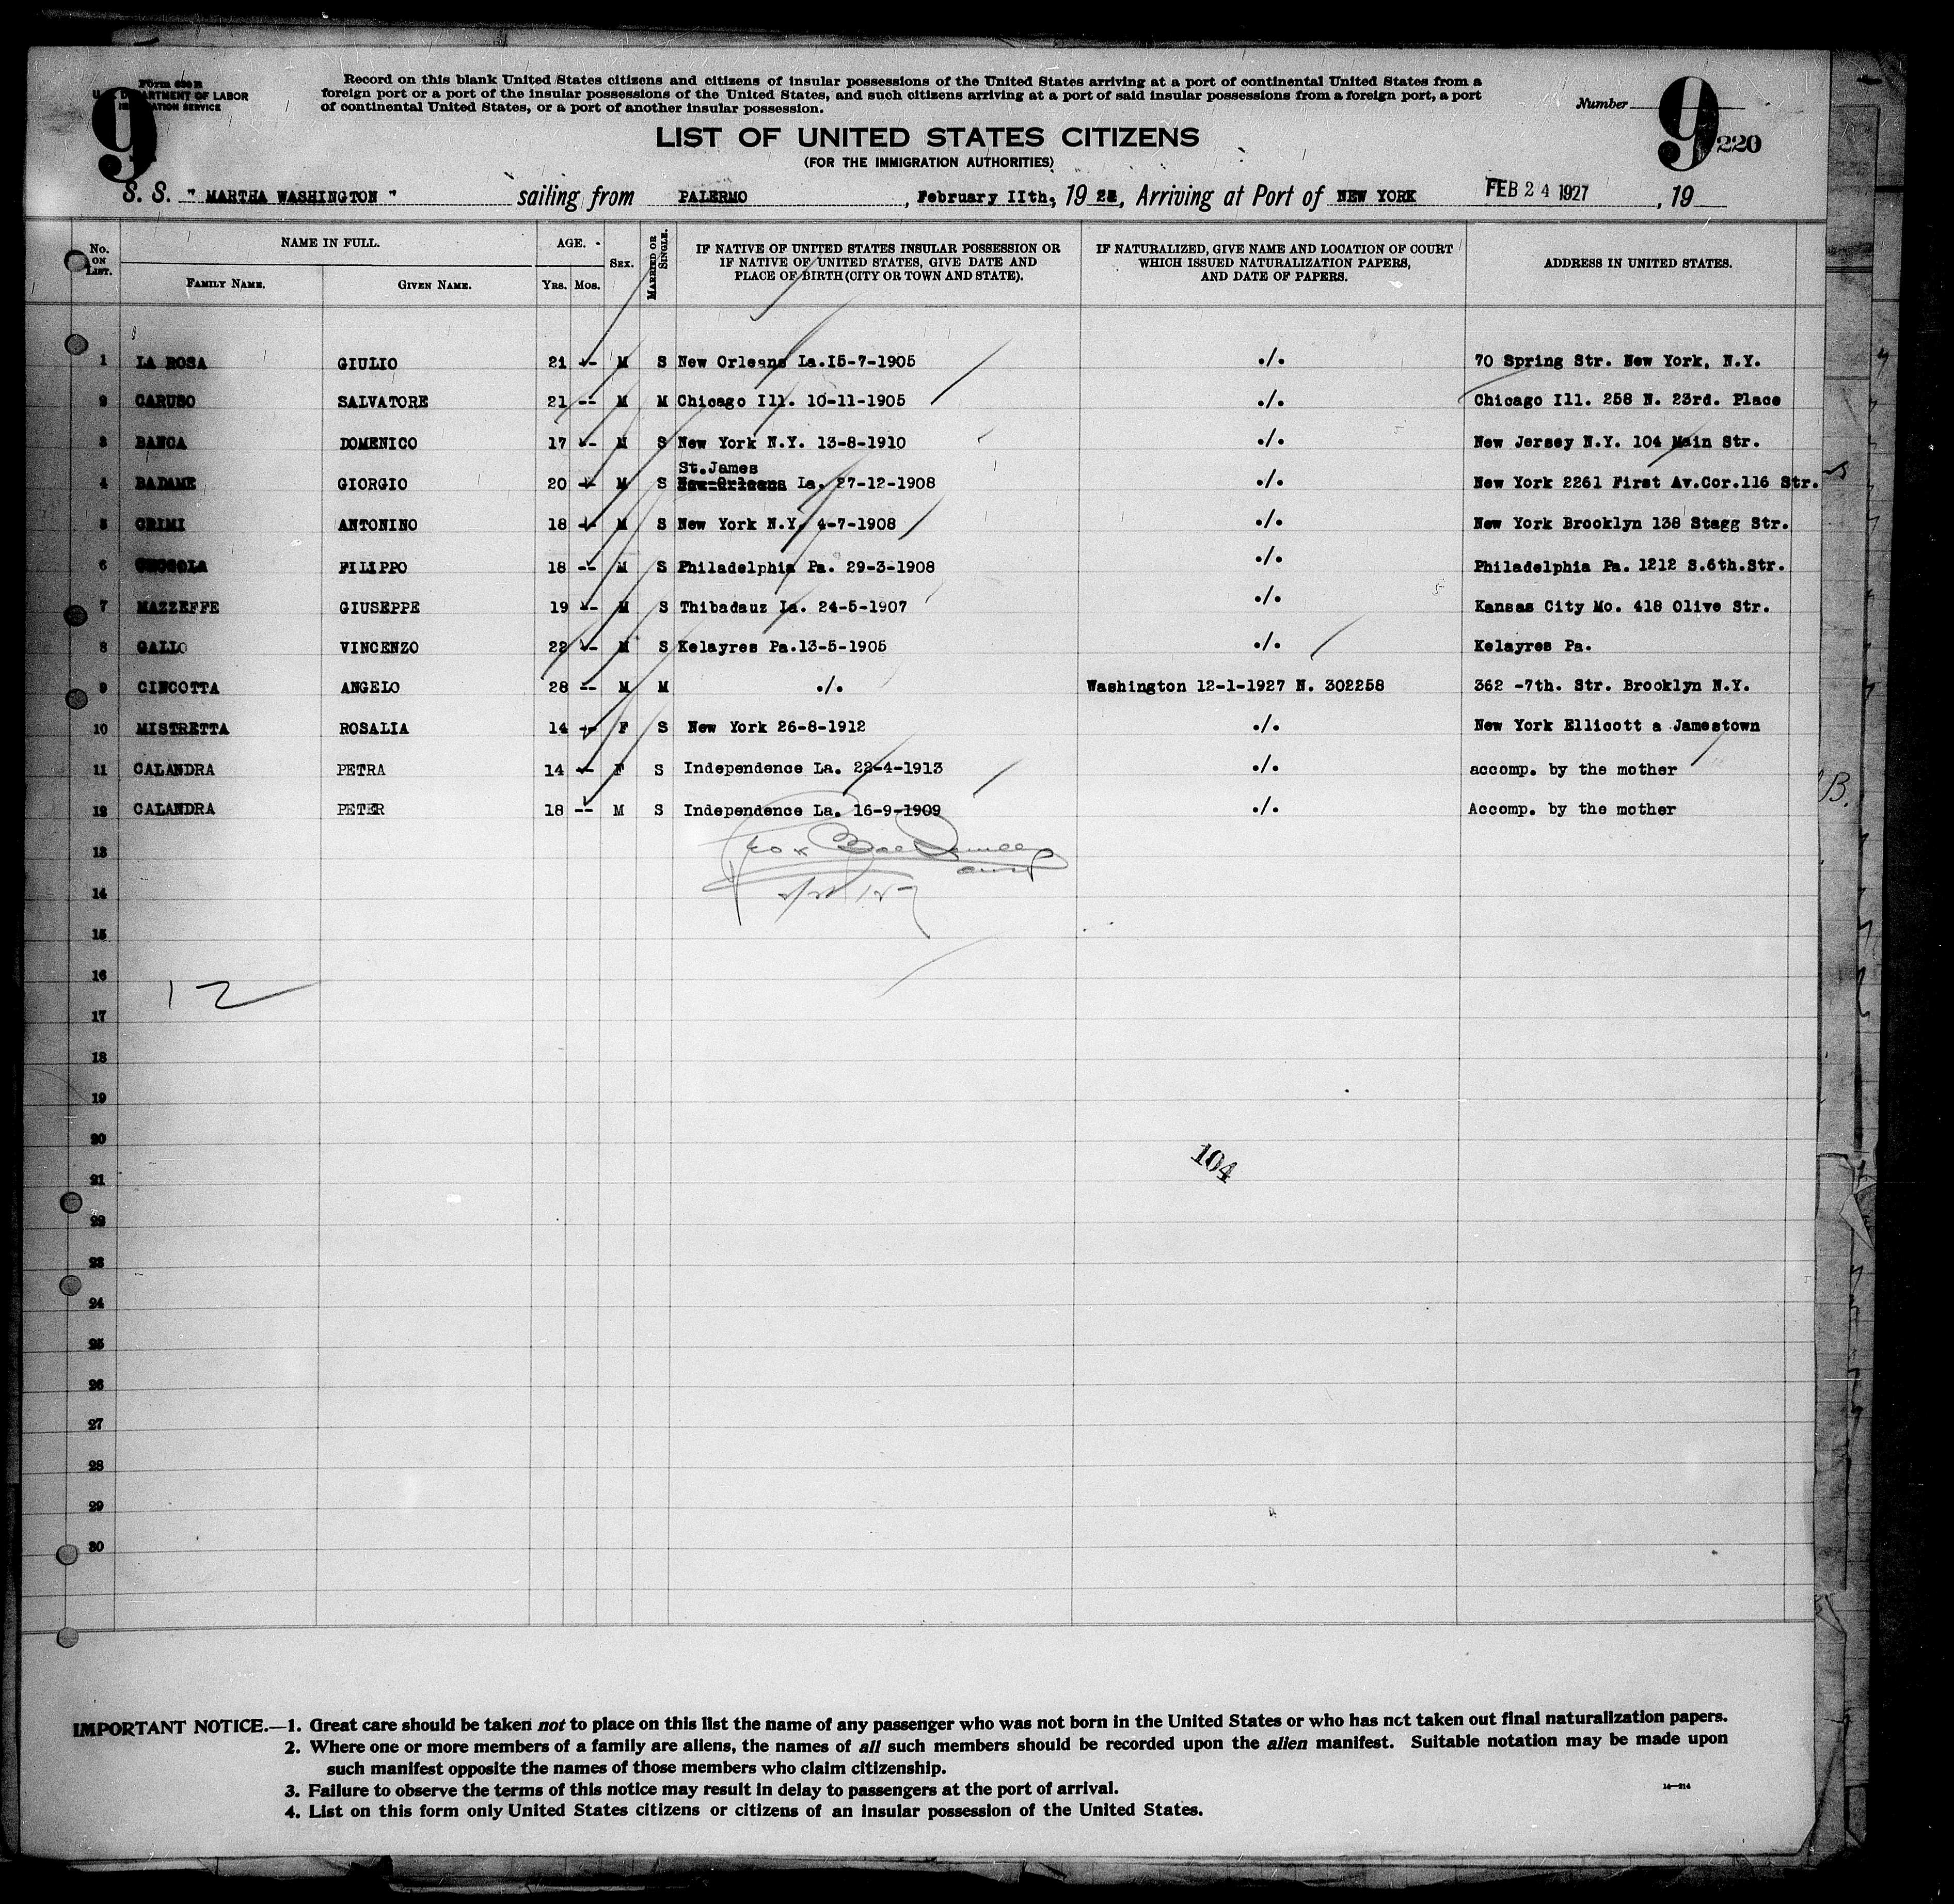 Form 630 B
U. S. DEPARTMENT OF LABOR
IMMIGRATION SERVICE
9
Record on this blank United States citizens and citizens of insular possessions of the United States arriving at a port of continental United States from a
foreign port or a port of the insular possessions of the United States, and such citizens arriving at a port of said insular possessions from a foreign port, a port
of continental United States, or a port of another insular possession.
Number
9
220
LIST OF UNITED STATES CITIZENS
(FOR THE IMMIGRATION AUTHORITIES)
S. S. " MARTHA WASHINGTON " sailing from PALERMO, February IIth, 19, Arriving at Port of NEW YORK FEB 24 1927, 19
No. ON LIST. NAME IN FULL. AGE. SEX. MARRIED OR SINGLE. IF NATIVE OF UNITED STATES INSULAR POSSESSION OR IF NATIVE OF UNITED STATES, GIVE DATE AND PLACE OF BIRTH (CITY OR TOWN AND STATE). IF NATURALIZED, GIVE NAME AND LOCATION OF COURT WHICH ISSUED NATURALIZATION PAPERS, AND DATE OF PAPERS. ADDRESS IN UNITED STATES.
FAMILY NAME. GIVEN NAME. Yrs. Mos.
1 LA ROSA GIULIO 21 -- M S New Orleans La.I5-7-1905 ./. 70 Spring Str. New York, N.Y.
2 CARUSO SALVATORE 21 -- M M Chicago Ill. 10-11-1905 ./. Chicago Ill. 258 N. 23rd. Place
3 BANCA DOMENICO 17 -- M S New York N.Y. 13-8-1910 ./. New Jersey N.Y. 104 Main Str.
St.James
4 BADAME GIORGIO 20 -- M S New-Orleans La. 27-12-1908 ./. New York 2261 First Av.Cor.116 Str.
5 GRIMI ANTONINO 18 -- M S New York N.Y. 4-7-1908 ./. New York Brooklyn 138 Stagg Str.
6 FILIPPO 18 -- M S Philadelphia Pa. 29-3-1908 ./. Philadelphia Pa. 1212 S.6th.Str.
7 MAZZEFFE GIUSEPPE 19 -- M S Thibadauz La. 24-5-1907 ./. Kansas City Mo. 418 Olive Str.
8 GALLO VINCENZO 22 -- M S Kelayres Pa.13-5-1905 ./. Kelayres Pa.
9 CINCOTTA ANGELO 28 -- M M ./. Washington 12-1-1927 N. 302258 362 -7th. Str. Brooklyn N.Y.
10 MISTRETTA ROSALIA 14 -- F S New York 26-8-1912 ./. New York Ellicott a Jamestown
11 CALANDRA PETRA 14 -- F S Independence La. 22-4-1913 ./. accomp. by the mother
12 CALANDRA PETER 18 -- M S Independence La. 16-9-1909 ./. Accomp. by the mother
B.
13
14
15
16
12
17
18
19
20
104
21
22
23
24
25
26
27
28
29
30
IMPORTANT NOTICE.—1. Great care should be taken not to place on this list the name of any passenger who was not born in the United States or who has not taken out final naturalization papers.
2. Where one or more members of a family are aliens, the names of all such members should be recorded upon the alien manifest. Suitable notation may be made upon
such manifest opposite the names of those members who claim citizenship.
3. Failure to observe the terms of this notice may result in delay to passengers at the port of arrival.
14—214
4. List on this form only United States citizens or citizens of an insular possession of the United States.